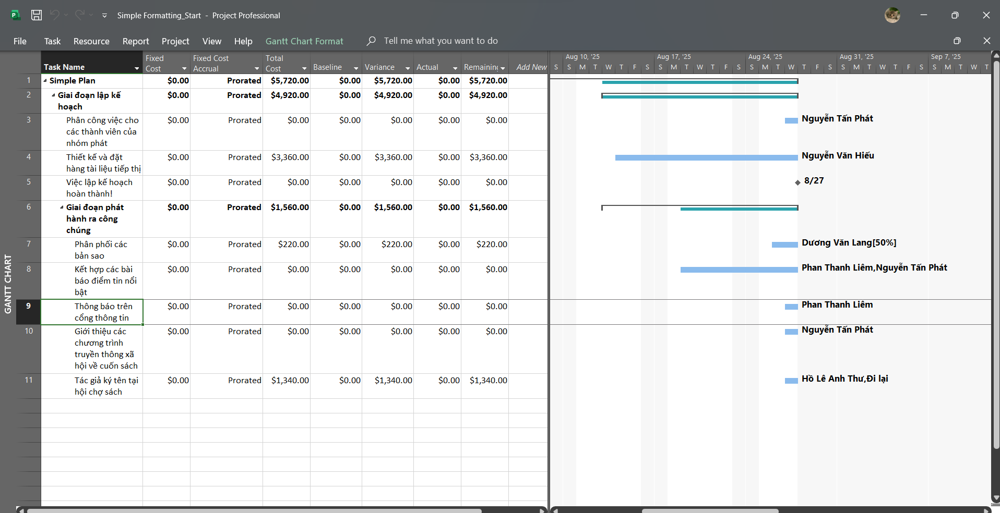 Simple Formatting_Start - Project Professional
File Task Resource Report Project View Help Gantt Chart Format Tell me what you want to do
Task Name Fixed Cost Fixed Cost Accrual Total Cost Baseline Variance Actual Remaining Add New
Aug 10, '25 Aug 17, '25 Aug 24, '25 Aug 31, '25 Sep 7, '25
S S M T W T F S S M T W T F S S M T W T F S S M T W T F S S M T W T
1 Simple Plan $0.00 Prorated $5,720.00 $0.00 $5,720.00 $0.00 $5,720.00
2 Giai đoạn lập kế $0.00 Prorated $4,920.00 $0.00 $4,920.00 $0.00 $4,920.00
hoạch
3 Phân công việc cho $0.00 Prorated $0.00 $0.00 $0.00 $0.00 $0.00 Nguyễn Tấn Phát
các thành viên của
nhóm phát
4 Thiết kế và đặt $0.00 Prorated $3,360.00 $0.00 $3,360.00 $0.00 $3,360.00 Nguyễn Văn Hiếu
hàng tài liệu tiếp thị
5 Việc lập kế hoạch $0.00 Prorated $0.00 $0.00 $0.00 $0.00 $0.00 8/27
hoàn thành!
6 Giai đoạn phát $0.00 Prorated $1,560.00 $0.00 $1,560.00 $0.00 $1,560.00
hành ra công
chúng
7 Phân phối các $0.00 Prorated $220.00 $0.00 $220.00 $0.00 $220.00 Dương Văn Lang[50%]
bản sao
8 Kết hợp các bài $0.00 Prorated $0.00 $0.00 $0.00 $0.00 $0.00 Phan Thanh Liêm,Nguyễn Tấn Phát
báo điểm tin nổi
bật
9 Thông báo trên $0.00 Prorated $0.00 $0.00 $0.00 $0.00 $0.00 Phan Thanh Liêm
cổng thông tin
10 Giới thiệu các $0.00 Prorated $0.00 $0.00 $0.00 $0.00 $0.00 Nguyễn Tấn Phát
chương trình
truyền thông xã
hội về cuốn sách
11 Tác giả ký tên tại $0.00 Prorated $1,340.00 $0.00 $1,340.00 $0.00 $1,340.00 Hồ Lê Anh Thư,Đi lại
hội chợ sách
GANTT CHART